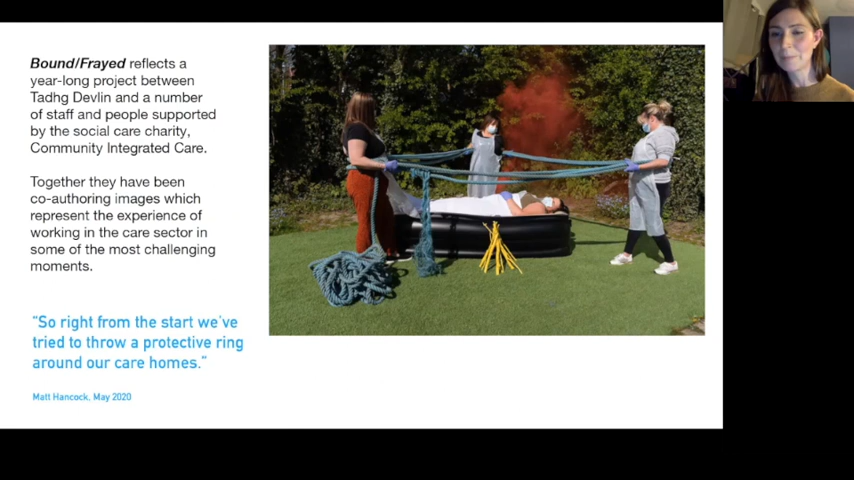 Bound/Frayed reflects a
year-long project between
Tadhg Devlin and a number
of staff and people supported
by the social care charity,
Community Integrated Care.
Together they have been
co-authoring images which
represent the experience of
working in the care sector in
some of the most challenging
moments.
“So right from the start we’ve
tried to throw a protective ring
around our care homes.”
Matt Hancock, May 2020